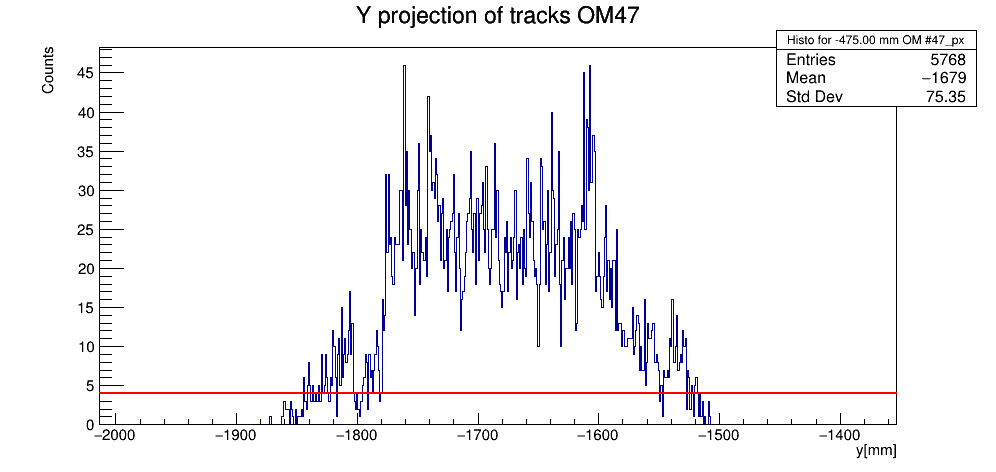 Y projection of tracks OM47
Histo for -475.00 mm OM #47_px
Entries 5768
Mean −1679
Std Dev 75.35
Counts
45
40
35
30
25
20
15
10
5
0
−2000 −1900 −1800 −1700 −1600 −1500 −1400
y[mm]